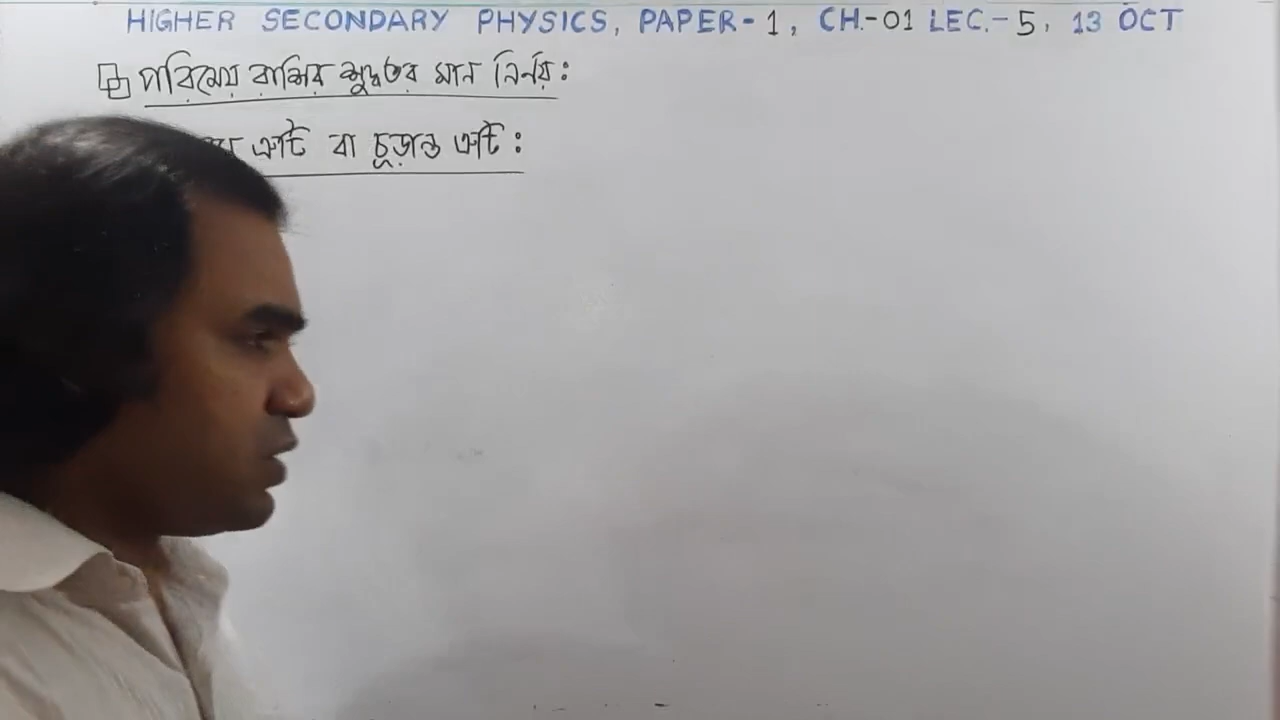 HIGHER SECONDARY PHYSICS, PAPER-1, CH.-01 LEC.-5, 13 OCT
পরিমেয় রাশির শুদ্ধতর মান নির্ণয়:
ত্রুটি বা চূড়ান্ত ত্রুটি: